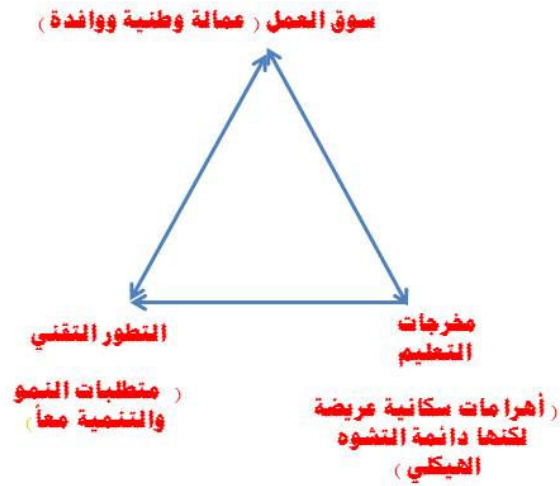 سوق العمل ( عمالة وطنية ووافدة )
مخرجات
التعليم
( أهرامات سكانية عريضة
لكنها دائمة التشوه
الهيكلي )
التطور التقني
( متطلبات النمو
والتنمية معاً )